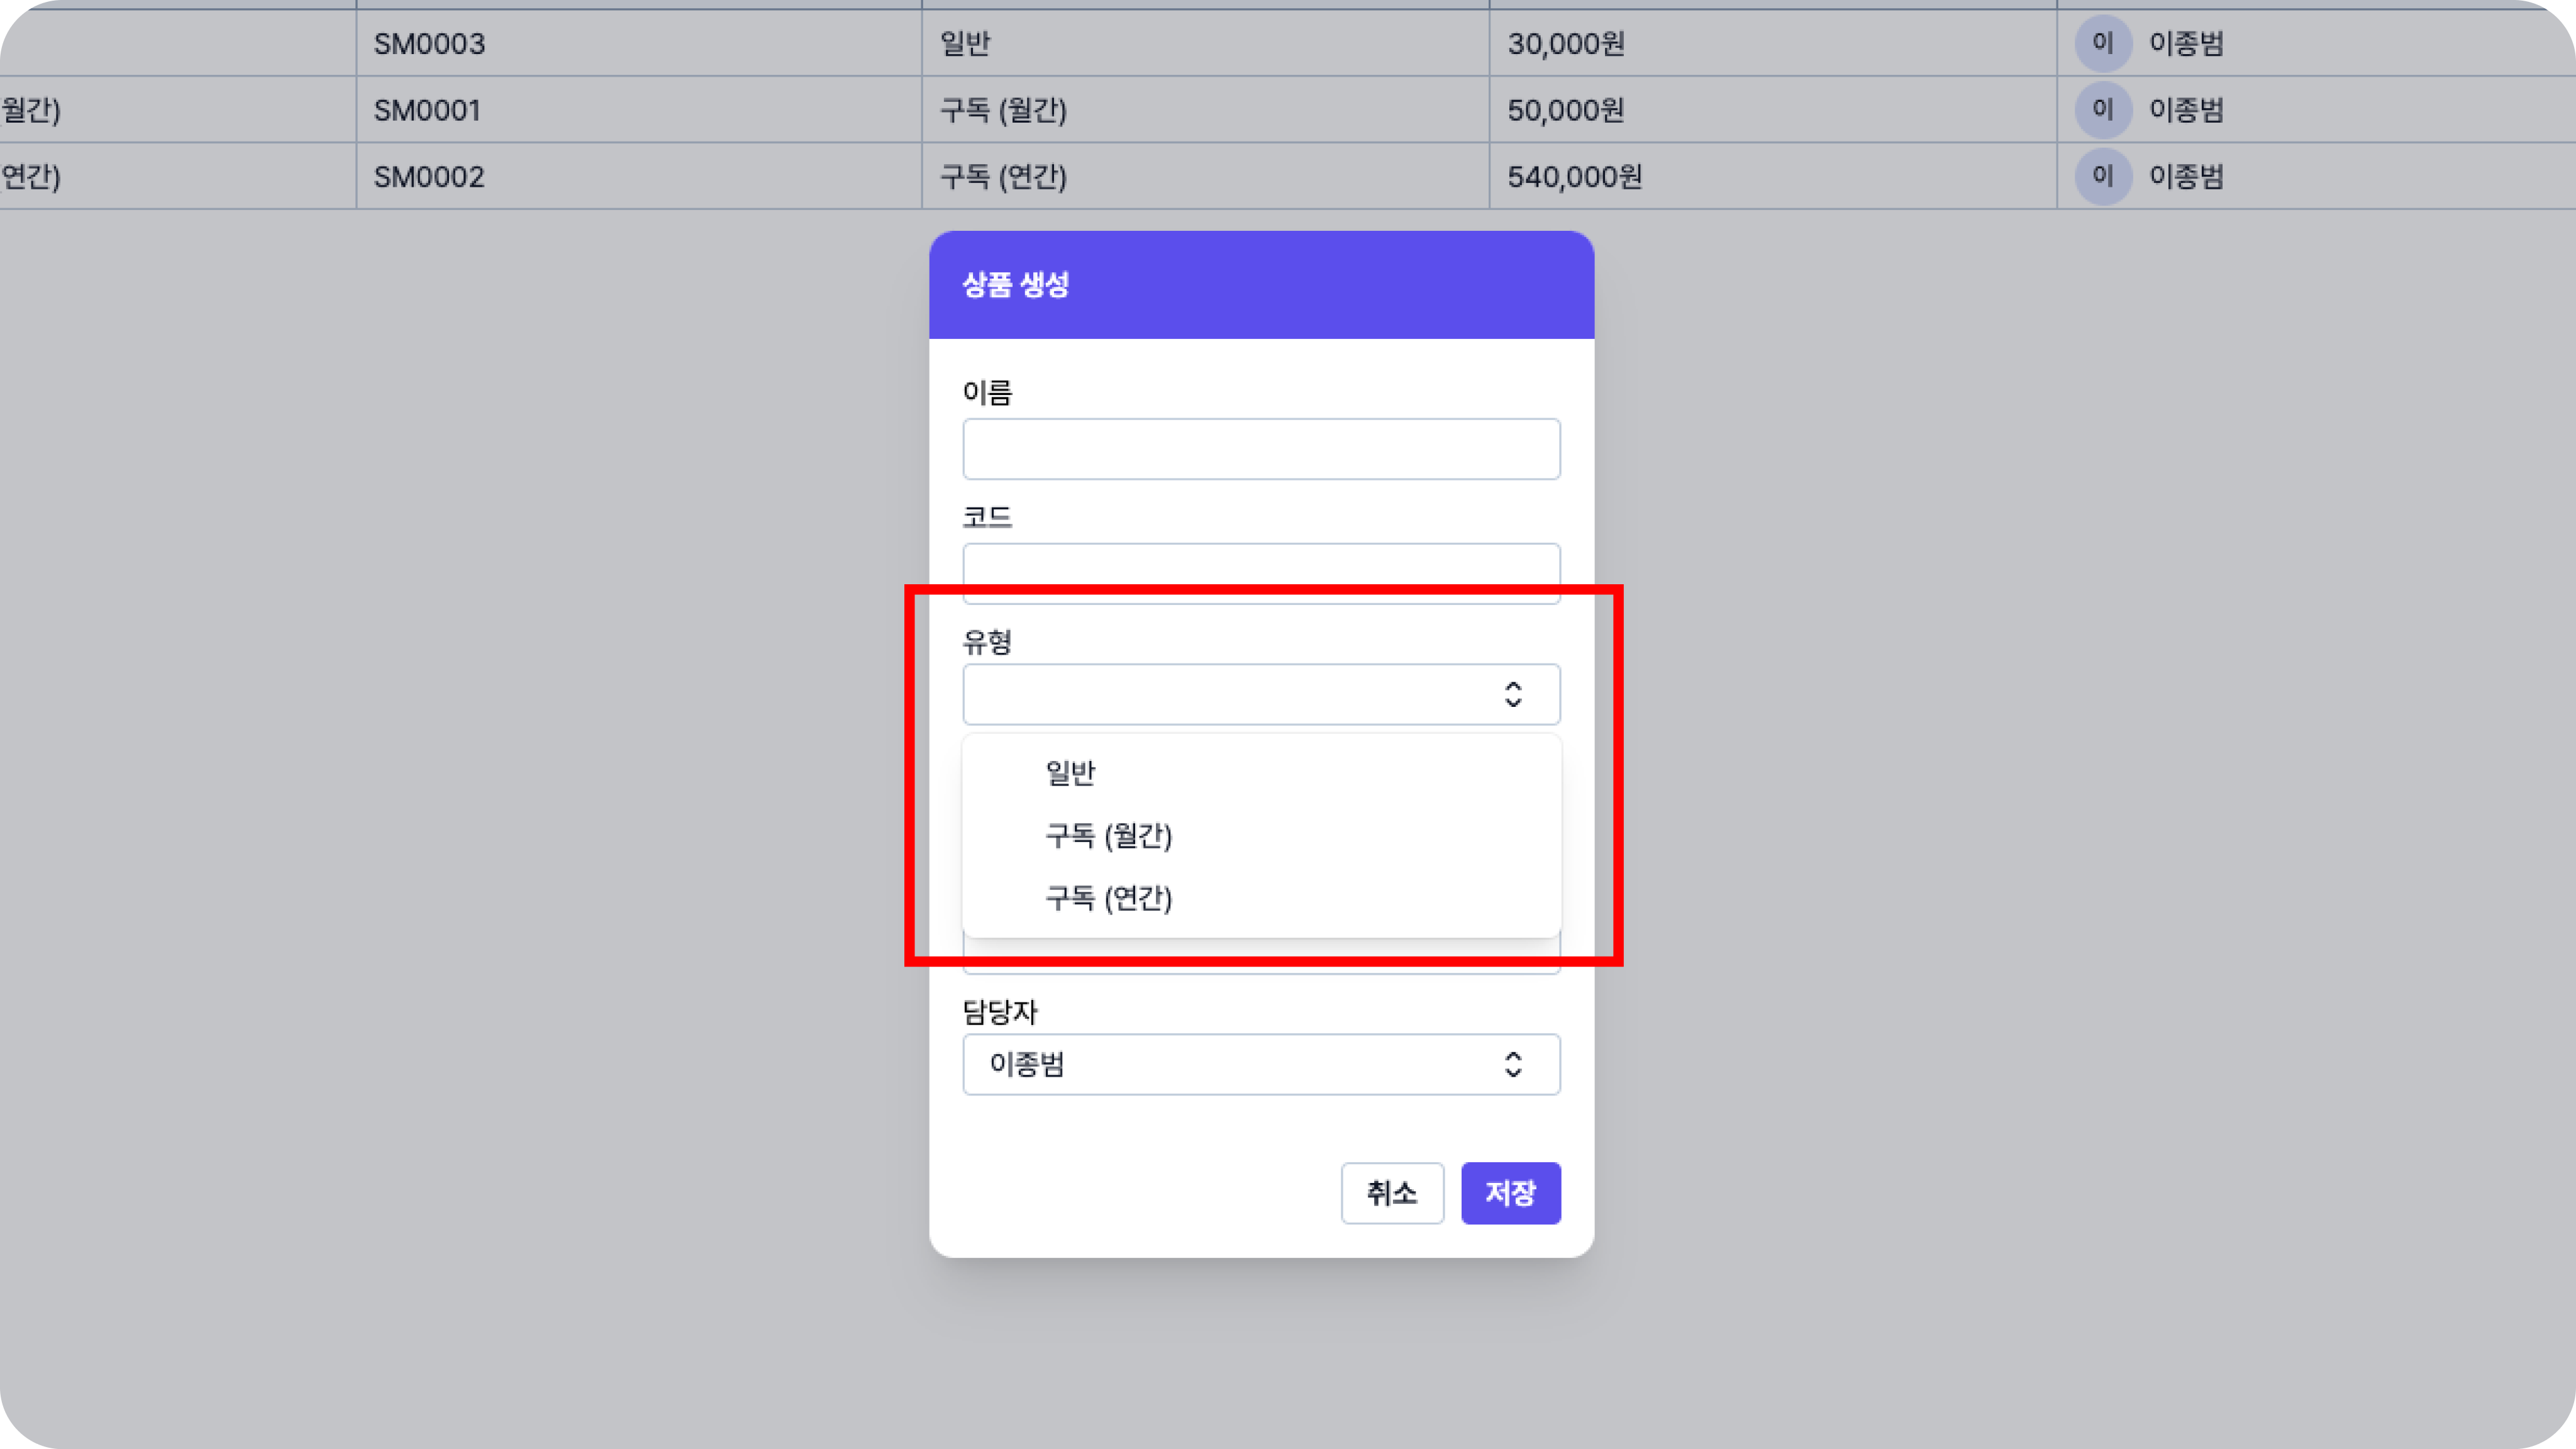 SM0003 일반 30,000원 이 이종범
(월간) SM0001 구독 (월간) 50,000원 이 이종범
(연간) SM0002 구독 (연간) 540,000원 이 이종범
상품 생성
이름
코드
유형
일반
구독 (월간)
구독 (연간)
담당자
이종범
취소 저장